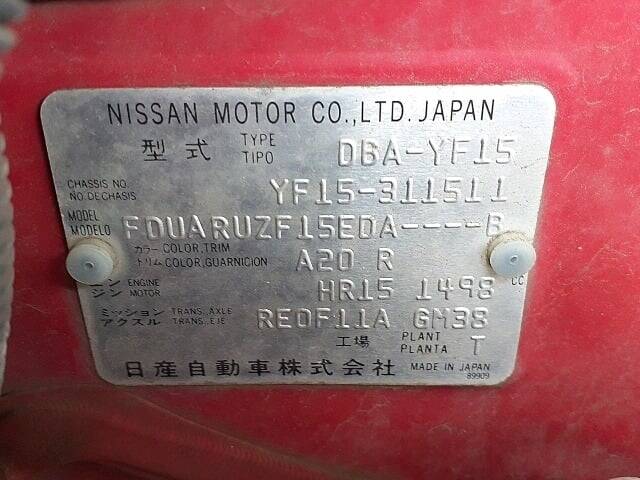 NISSAN MOTOR CO.,LTD. JAPAN
型式 TYPE TIPO DBA-YF15
CHASSIS NO. NO.DE CHASIS YF15-311511
MODEL MODELO FDUARUZF15EDA----B
カラー COLOR,TRIM トリム COLOR,GUARNICION A20 R
ジン ENGINE MOTOR HR15 1498 CC
ミッション TRANS.,AXLE アクスル TRANS.,EJE RE0F11A GM38
工場 PLANT PLANTA T
日産自動車株式会社 MADE IN JAPAN
89909